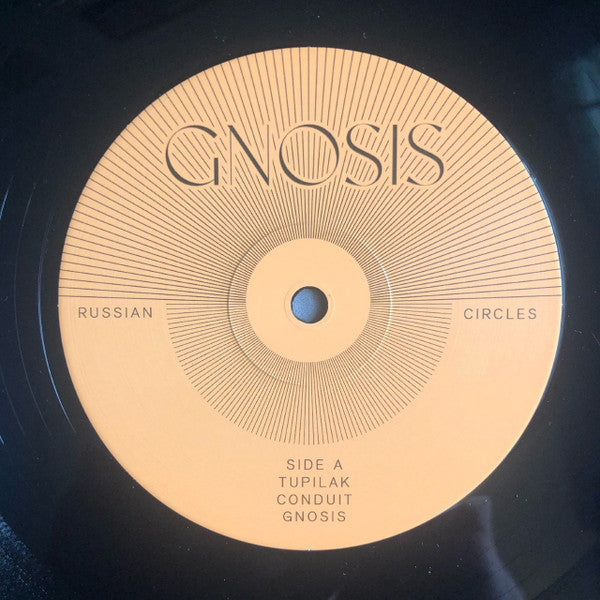 GNOSIS
RUSSIAN CIRCLES
SIDE A
TUPILAK
CONDUIT
GNOSIS